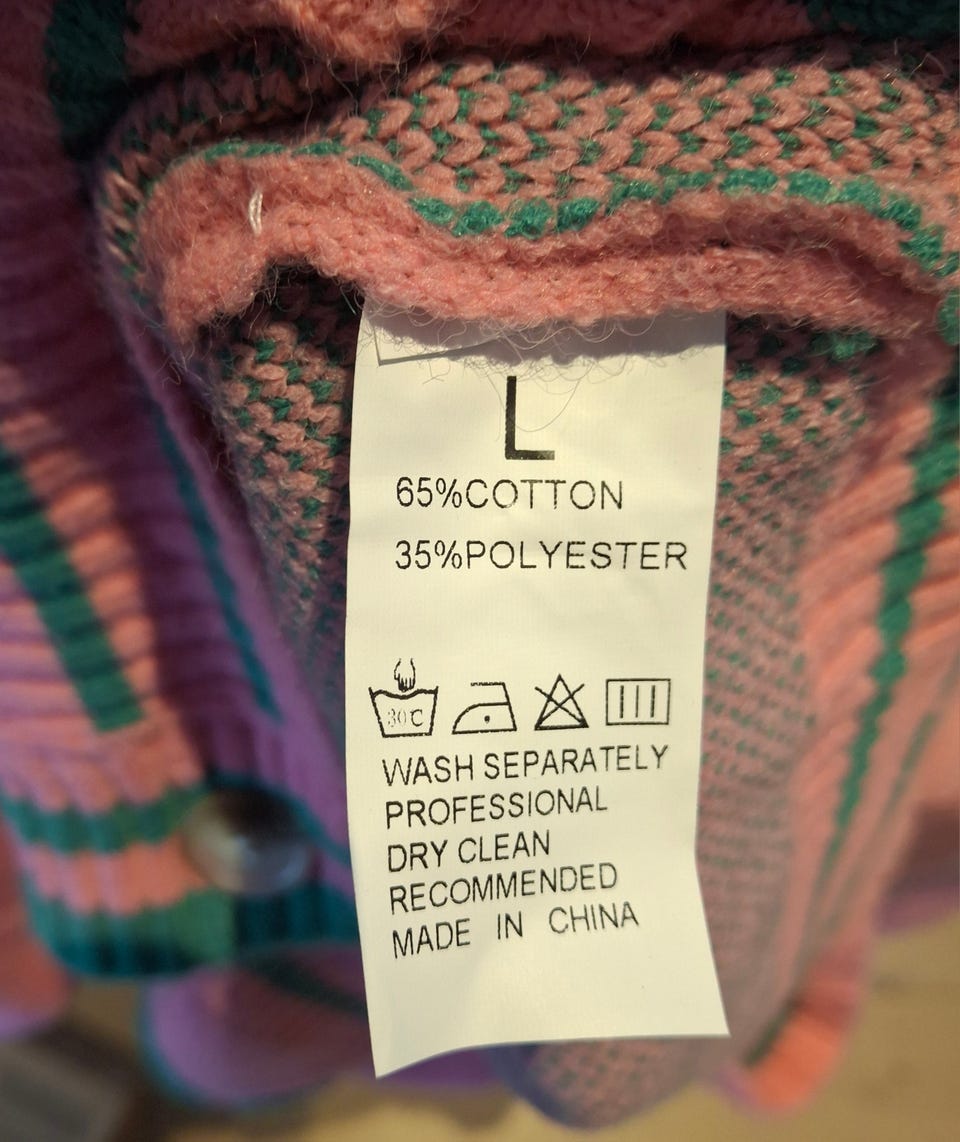 L
65%COTTON
35%POLYESTER
30℃
WASH SEPARATELY
PROFESSIONAL
DRY CLEAN
RECOMMENDED
MADE IN CHINA